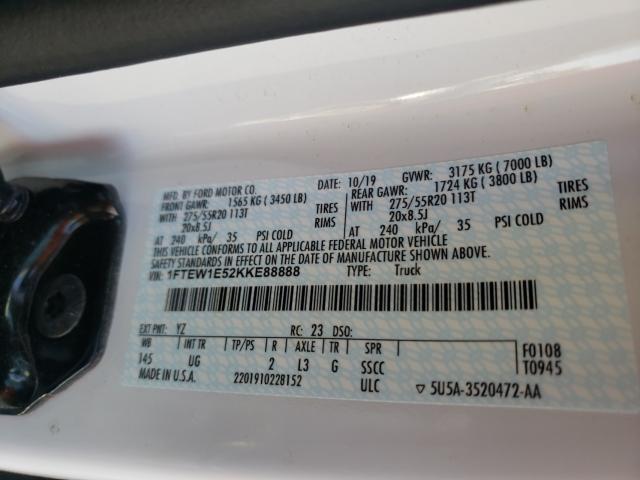 MFD. BY FORD MOTOR CO. DATE: 10/19 GVWR: 3175 KG ( 7000 LB)
FRONT GAWR: 1565 KG ( 3450 LB) REAR GAWR: 1724 KG ( 3800 LB)
WITH 275/55R20 113T TIRES WITH 275/55R20 113T TIRES
20x8.5J RIMS 20x8.5J RIMS
AT 240 kPa/ 35 PSI COLD AT 240 kPa/ 35 PSI COLD
THIS VEHICLE CONFORMS TO ALL APPLICABLE FEDERAL MOTOR VEHICLE
SAFETY STANDARDS IN EFFECT ON THE DATE OF MANUFACTURE SHOWN ABOVE.
VIN: 1FTEW1E52KKE88888 TYPE: Truck
EXT PNT: YZ RC: 23 DSO:
WB INT TR TP/PS R AXLE TR SPR F0108
145 UG 2 L3 G SSCC T0945
MADE IN U.S.A. 2201910228152 ULC ▽ 5U5A-3520472-AA